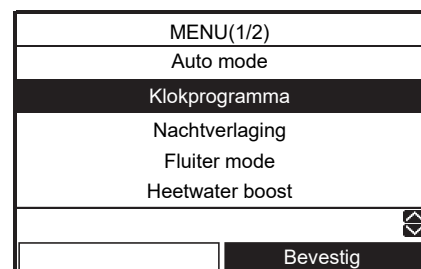 MENU(1/2)
Auto mode
Klokprogramma
Nachtverlaging
Fluiter mode
Heetwater boost
Bevestig